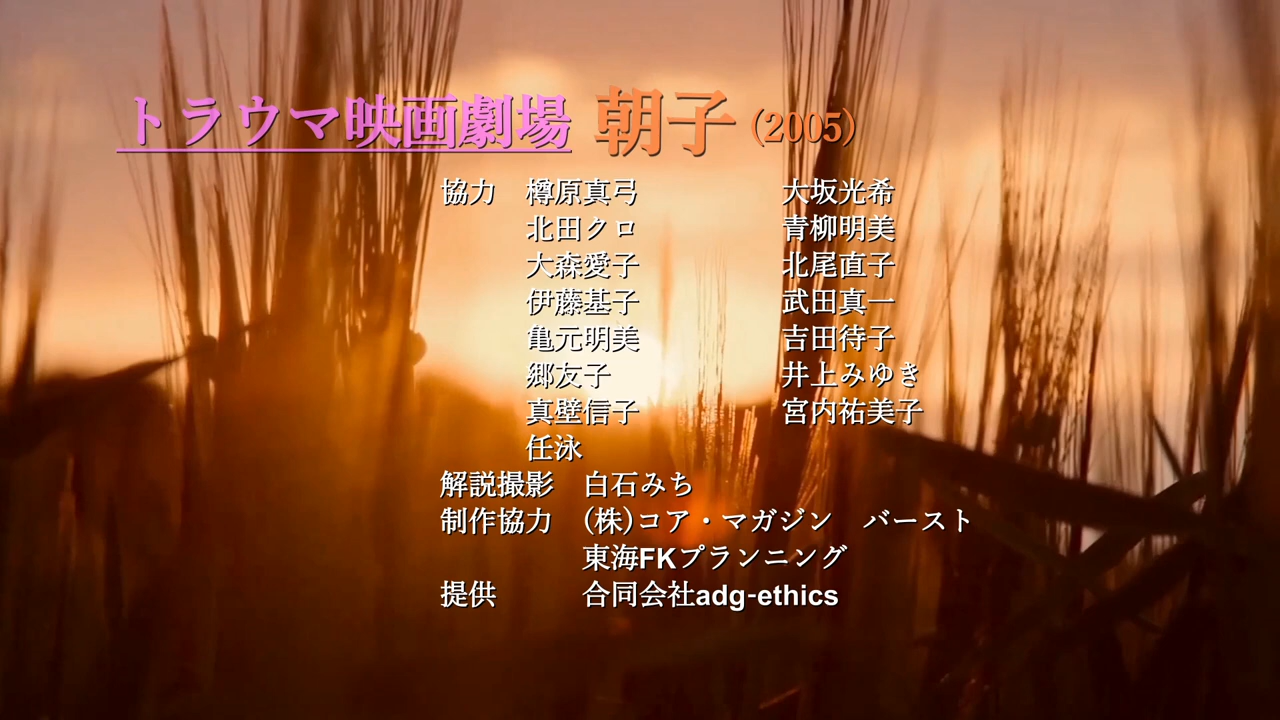 トラウマ映画劇場 朝子 (2005)
協力 樽原真弓 大坂光希
北田クロ 青柳明美
大森愛子 北尾直子
伊藤基子 武田真一
亀元明美 吉田待子
郷友子 井上みゆき
真壁信子 宮内祐美子
任泳
解説撮影 白石みち
制作協力 (株)コア・マガジン バースト
東海FKプランニング
提供 合同会社adg-ethics